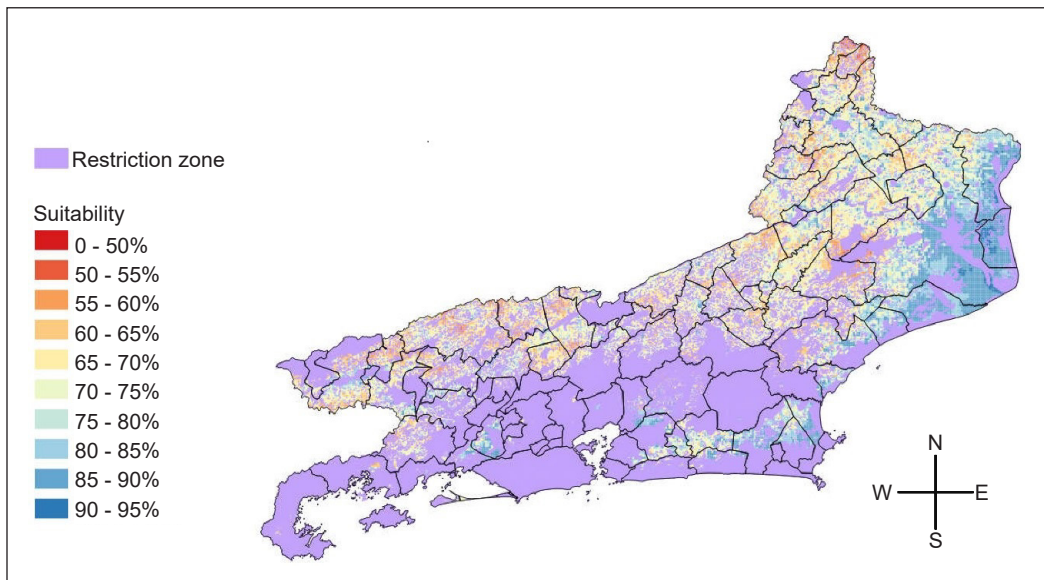 Restriction zone
Suitability
0 - 50%
50 - 55%
55 - 60%
60 - 65%
65 - 70%
70 - 75%
75 - 80%
80 - 85%
85 - 90%
90 - 95%
N
W E
S